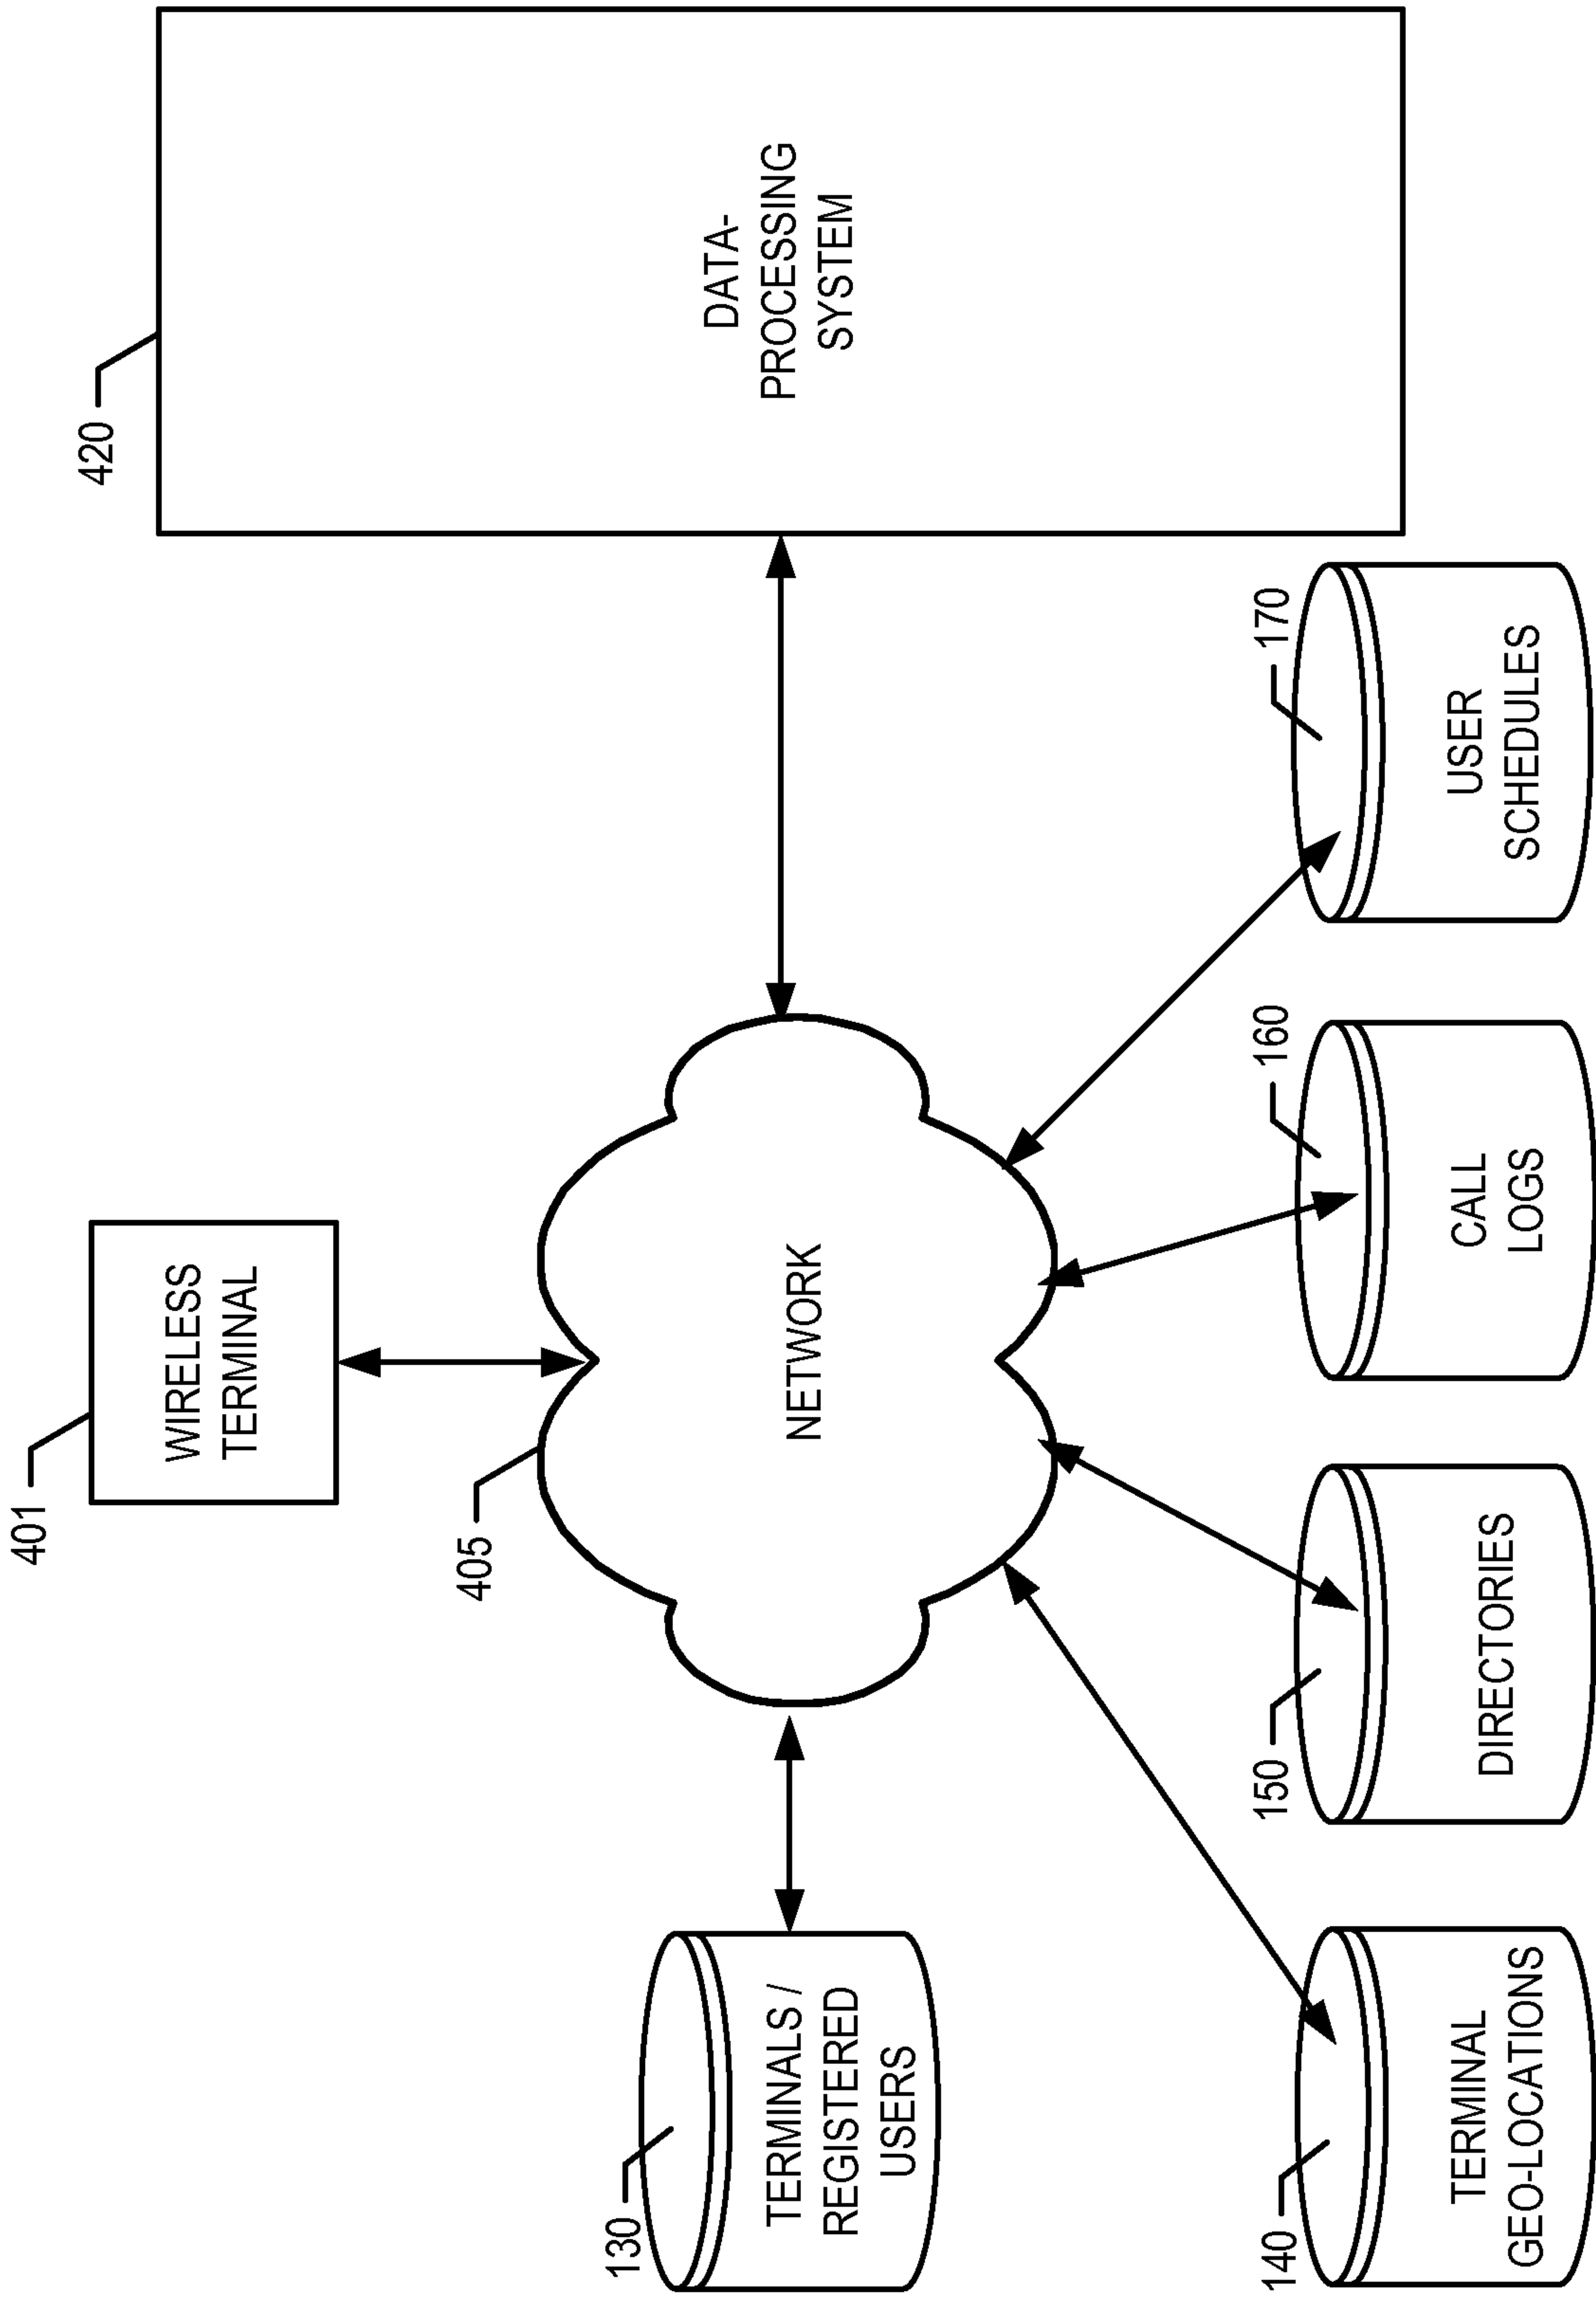 401
WIRELESS
TERMINAL
420
DATA-
PROCESSING
SYSTEM
405
NETWORK
130
TERMINALS /
REGISTERED
USERS
140
TERMINAL
GEO-LOCATIONS
150
DIRECTORIES
160
CALL
LOGS
170
USER
SCHEDULES